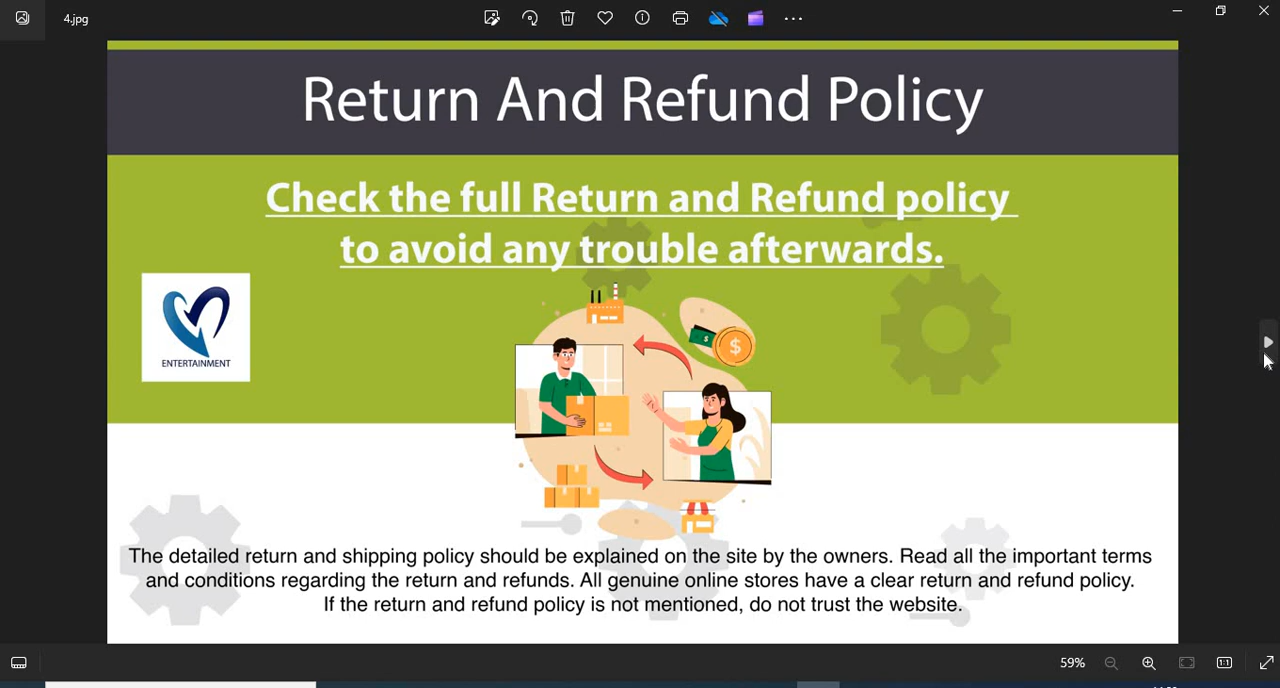 4.jpg
Return And Refund Policy
Check the full Return and Refund policy
to avoid any trouble afterwards.
ENTERTAINMENT
$
$
The detailed return and shipping policy should be explained on the site by the owners. Read all the important terms
and conditions regarding the return and refunds. All genuine online stores have a clear return and refund policy.
If the return and refund policy is not mentioned, do not trust the website.
59%
1:1